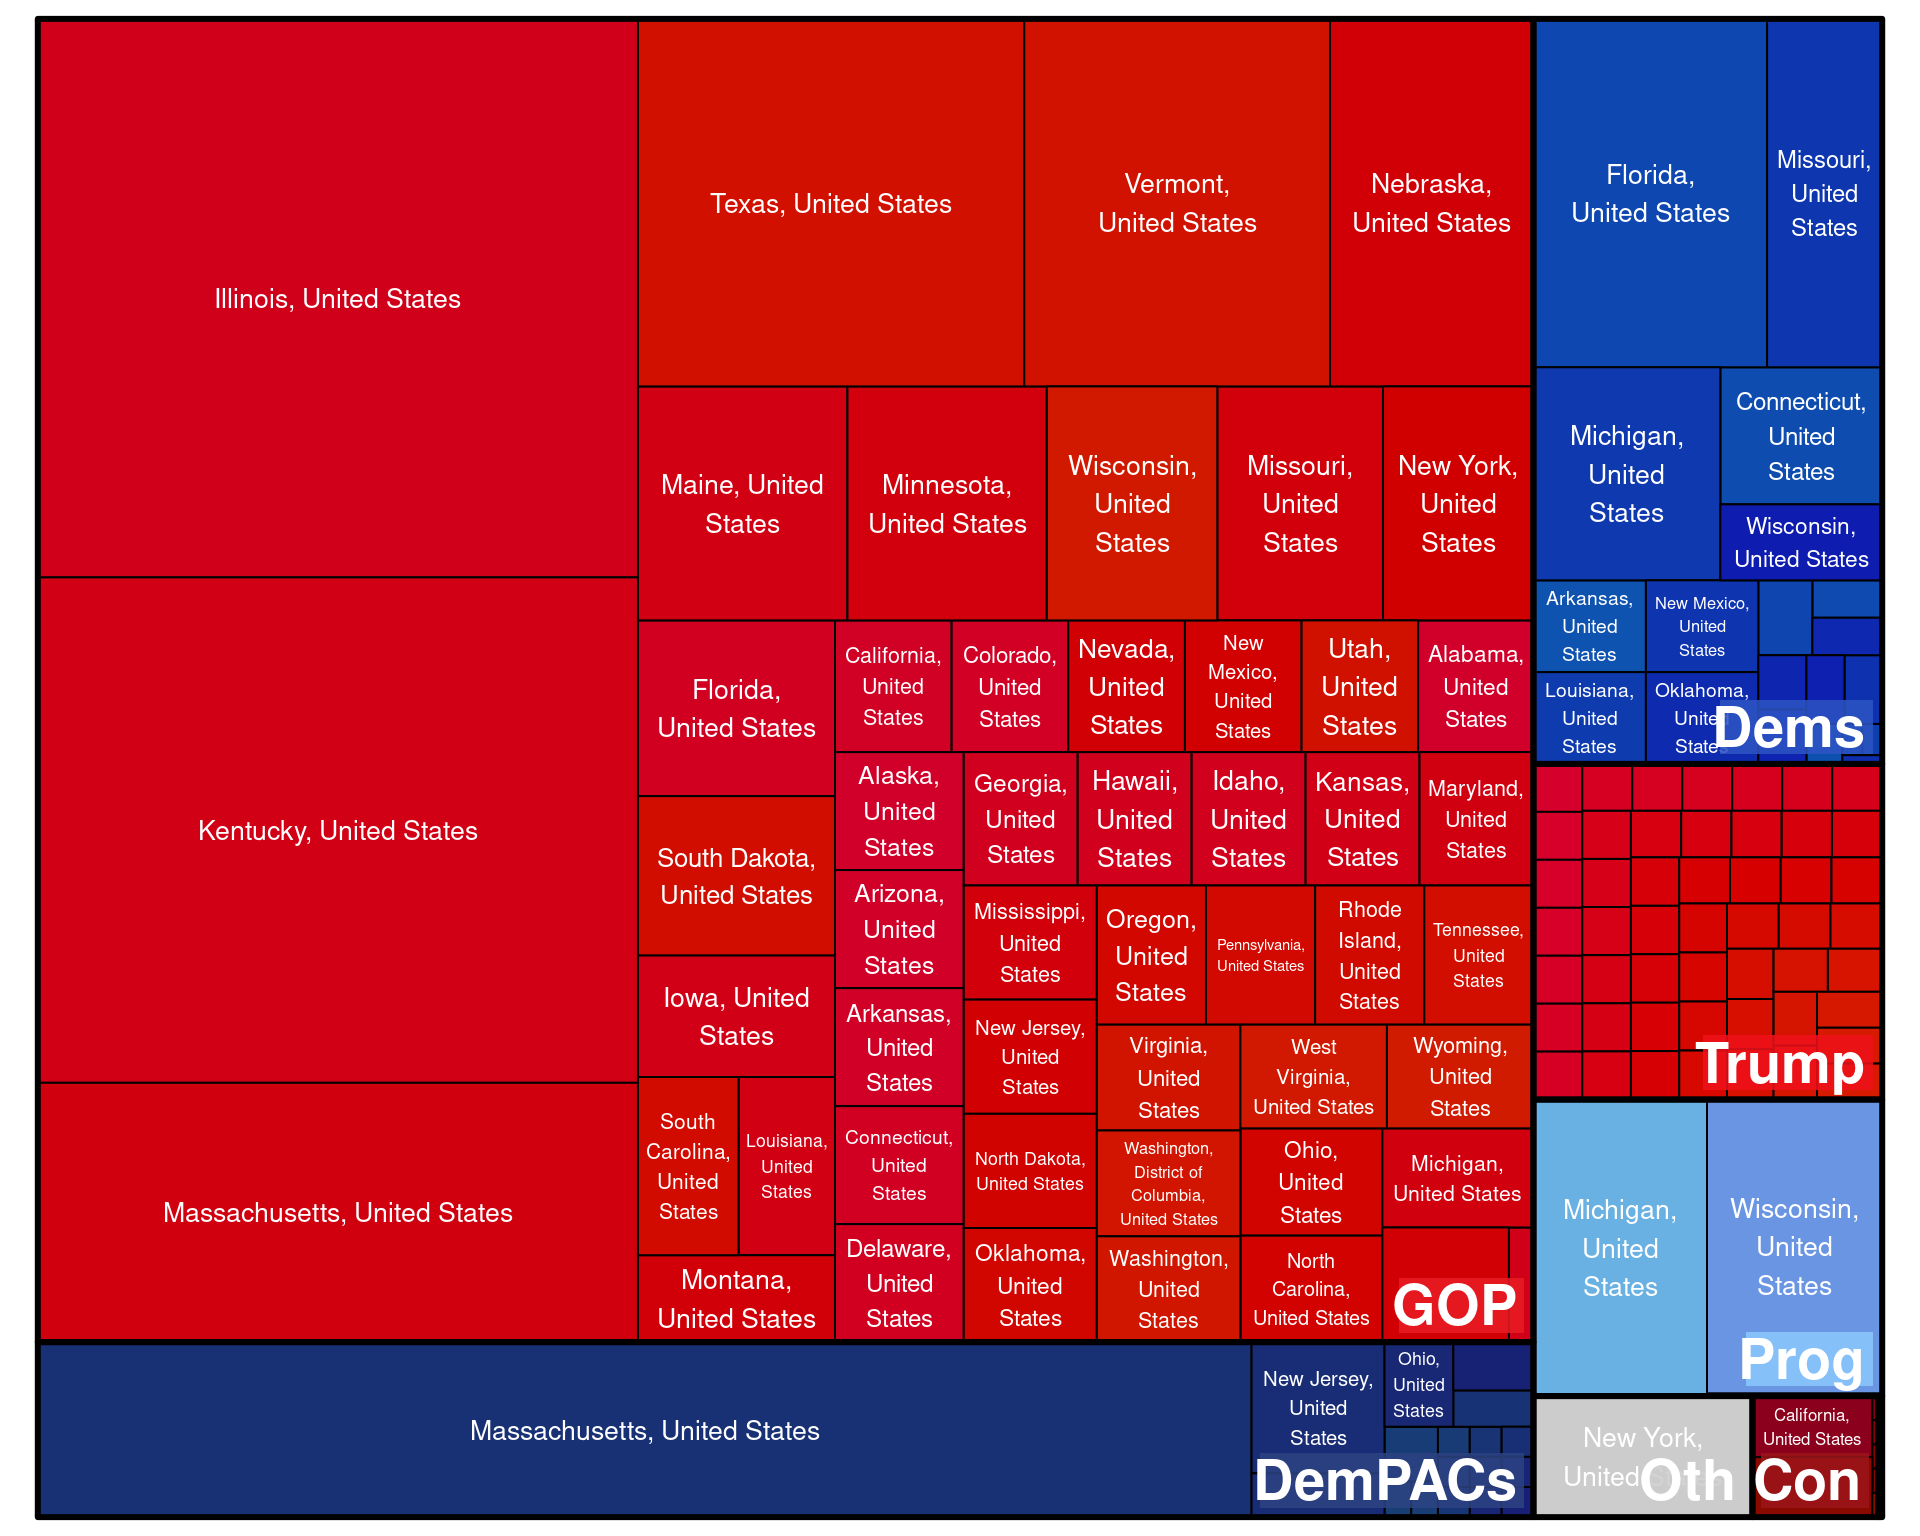 Illinois, United States
Kentucky, United States
Massachusetts, United States
Texas, United States
Vermont,
United States
Nebraska,
United States
Maine, United
States
Minnesota,
United States
Wisconsin,
United
States
Missouri,
United
States
New York,
United
States
Florida,
United States
South Dakota,
United States
Iowa, United
States
South
Carolina,
United
States
Louisiana,
United
States
Montana,
United States
California,
United
States
Colorado,
United
States
Nevada,
United
States
New
Mexico,
United
States
Utah,
United
States
Alabama,
United
States
Alaska,
United
States
Arizona,
United
States
Arkansas,
United
States
Connecticut,
United
States
Delaware,
United
States
Georgia,
United
States
Hawaii,
United
States
Idaho,
United
States
Kansas,
United
States
Maryland,
United
States
Mississippi,
United
States
New Jersey,
United
States
North Dakota,
United States
Oklahoma,
United
States
Oregon,
United
States
Pennsylvania,
United States
Rhode
Island,
United
States
Tennessee,
United
States
Virginia,
United
States
Washington,
District of
Columbia,
United States
Washington,
United
States
West
Virginia,
United States
Wyoming,
United
States
Ohio,
United
States
North
Carolina,
United States
Michigan,
United States
GOP
Massachusetts, United States
New Jersey,
United
States
Ohio,
United
States
DemPACs
Florida,
United States
Missouri,
United
States
Michigan,
United
States
Connecticut,
United
States
Wisconsin,
United States
Arkansas,
United
States
New Mexico,
United
States
Louisiana,
United
States
Oklahoma,
United
States
Dems
Trump
Michigan,
United
States
Wisconsin,
United
States
Prog
New York,
United
Oth
California,
United States
Con